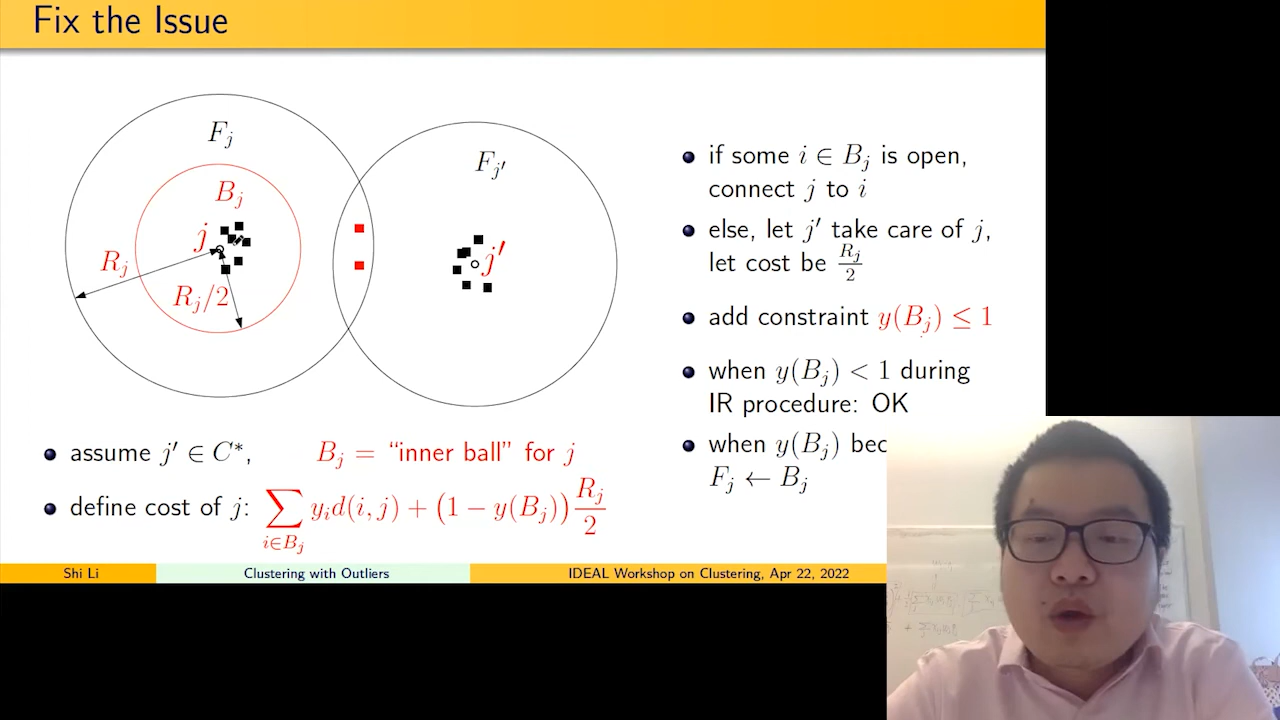 Fix the Issue
F_j
B_j
j
R_j
R_j/2
F_{j'}
j'
if some i ∈ B_j is open,
connect j to i
else, let j' take care of j,
let cost be R_j/2
add constraint y(B_j) ≤ 1
when y(B_j) < 1 during
IR procedure: OK
when y(B_j)
F_j ← B_j
assume j' ∈ C*, B_j = “inner ball” for j
define cost of j: ∑_{i∈B_j} y_i d(i, j) + (1 − y(B_j)) R_j/2
Shi Li Clustering with Outliers IDEAL Workshop on Clustering, Apr 22, 2022